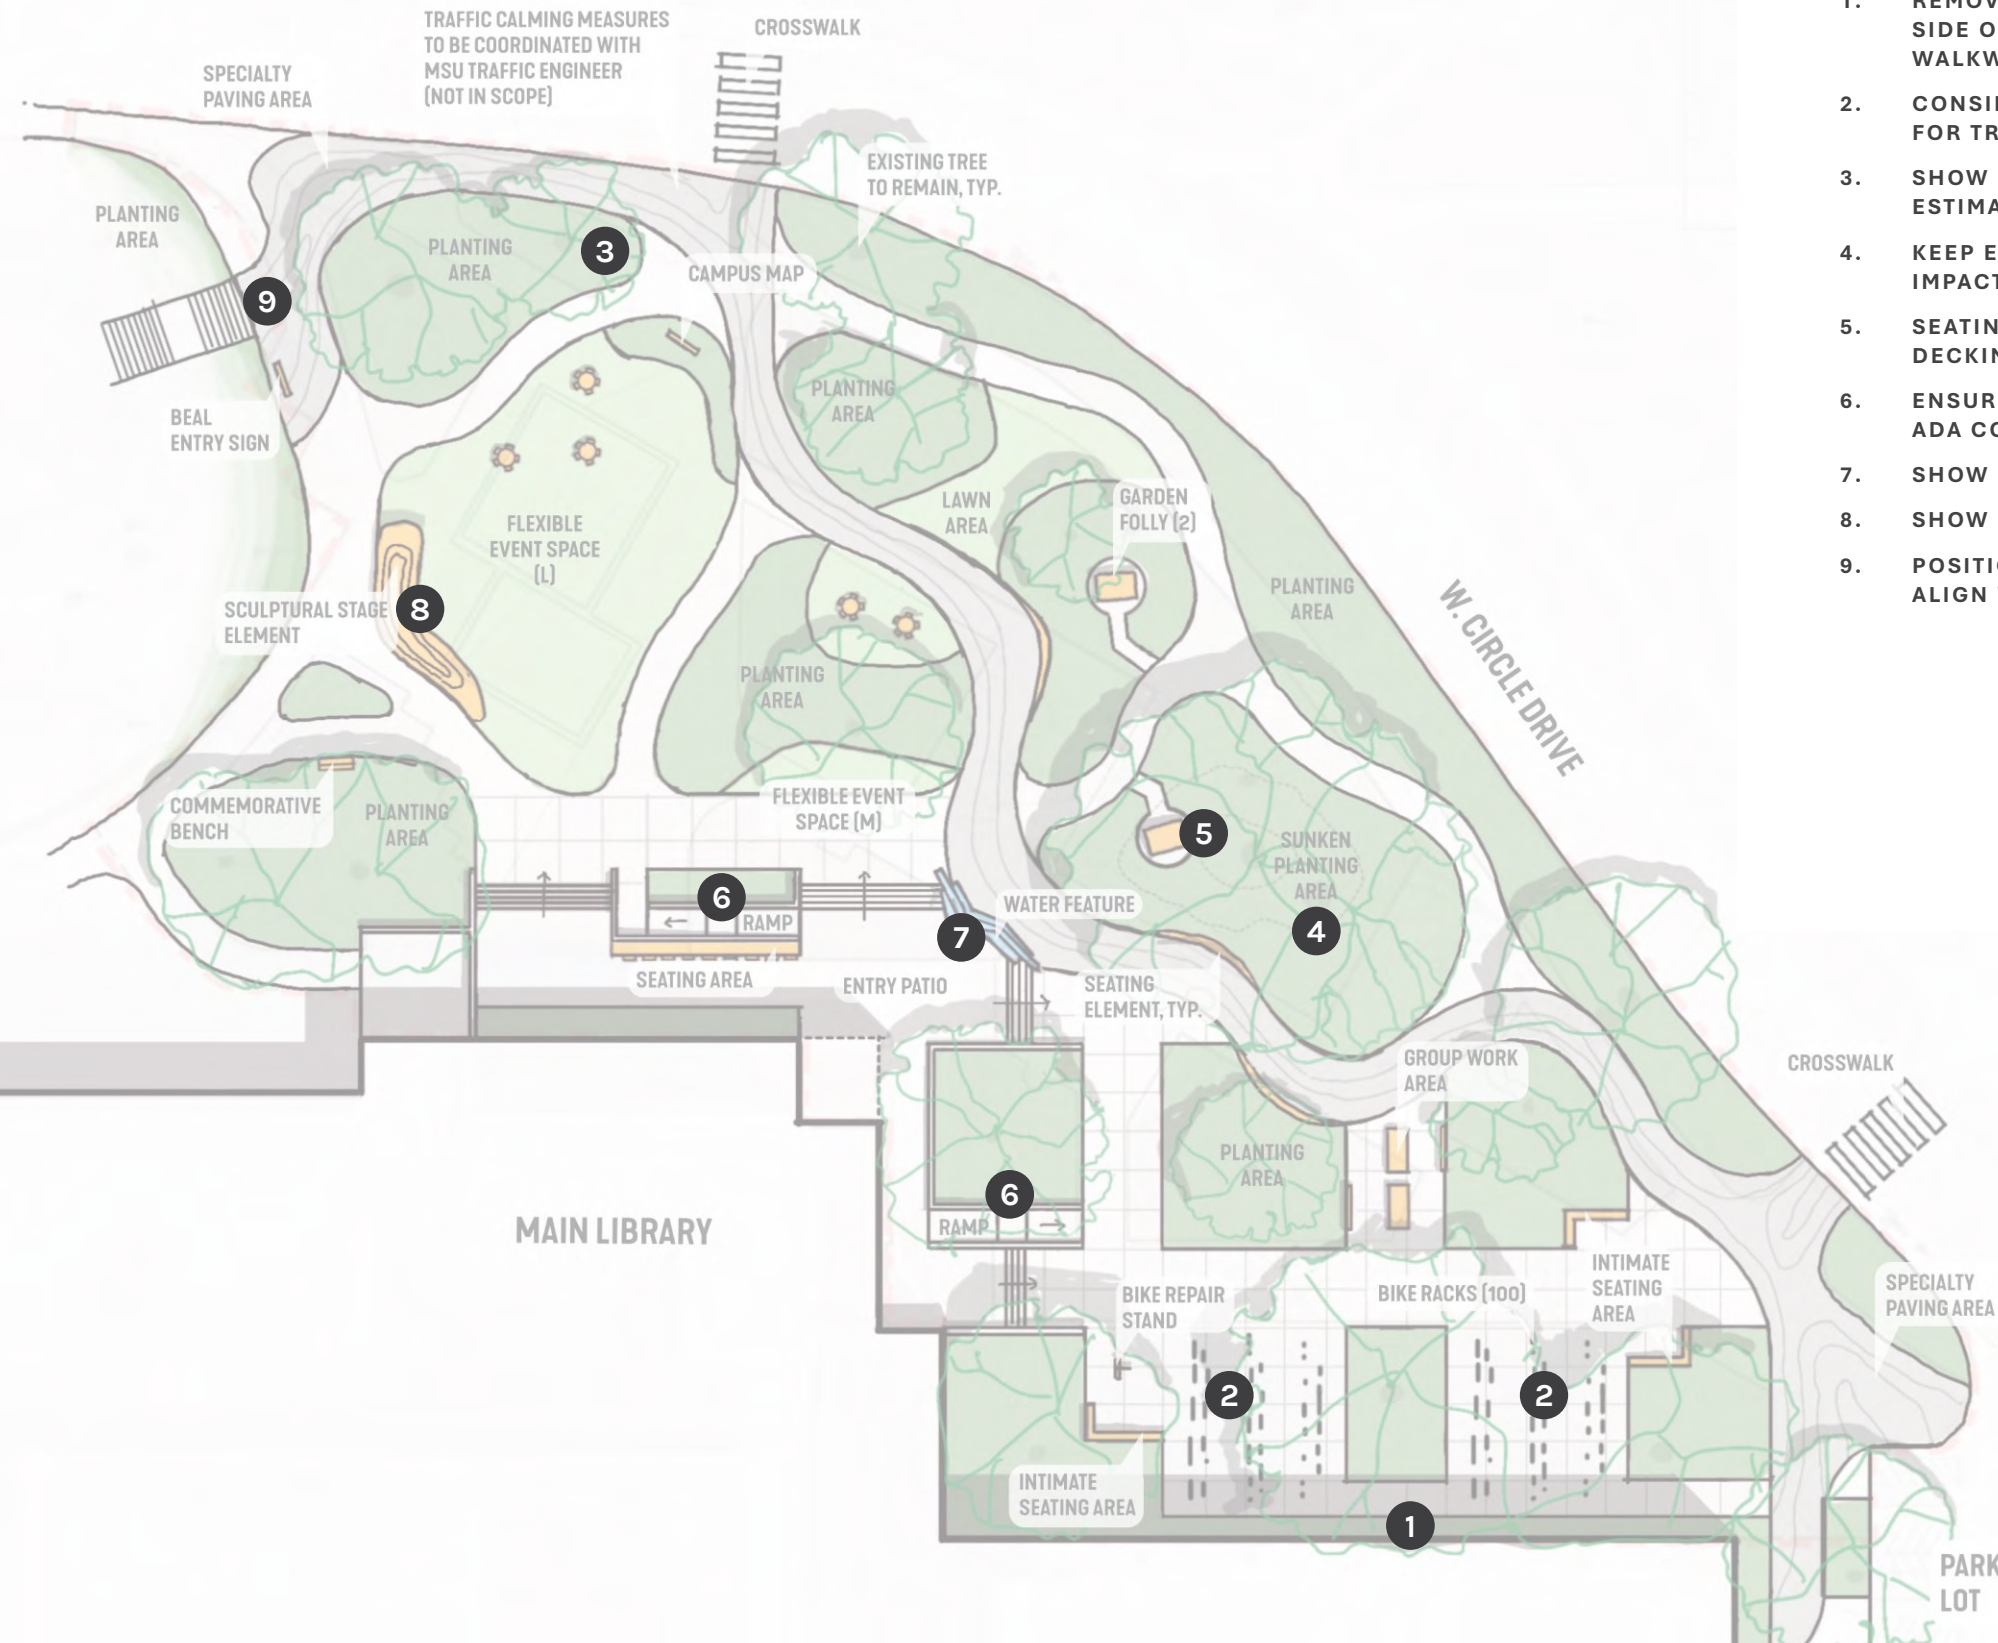 TRAFFIC CALMING MEASURES
TO BE COORDINATED WITH
MSU TRAFFIC ENGINEER
(NOT IN SCOPE)
CROSSWALK
SPECIALTY
PAVING AREA
EXISTING TREE
TO REMAIN, TYP.
PLANTING
AREA
PLANTING
AREA
3
CAMPUS MAP
9
BEAL
ENTRY SIGN
PLANTING
AREA
LAWN
AREA
GARDEN
FOLLY (2)
FLEXIBLE
EVENT SPACE
(L)
PLANTING
AREA
W. CIRCLE DRIVE
SCULPTURAL STAGE
ELEMENT
8
PLANTING
AREA
COMMEMORATIVE
BENCH
PLANTING
AREA
FLEXIBLE EVENT
SPACE (M)
5
SUNKEN
PLANTING
AREA
4
6
RAMP
WATER FEATURE
7
SEATING AREA
ENTRY PATIO
SEATING
ELEMENT, TYP.
GROUP WORK
AREA
CROSSWALK
PLANTING
AREA
6
RAMP
MAIN LIBRARY
BIKE REPAIR
STAND
BIKE RACKS (100)
INTIMATE
SEATING
AREA
SPECIALTY
PAVING AREA
2
2
INTIMATE
SEATING AREA
1
PARK
LOT
1.
SIDE O
WALKW
2. CONSI
FOR TR
3. SHOW
ESTIMA
4. KEEP E
IMPACT
5. SEATIN
DECKIN
6. ENSUR
ADA CO
7. SHOW
8. SHOW
9. POSITI
ALIGN